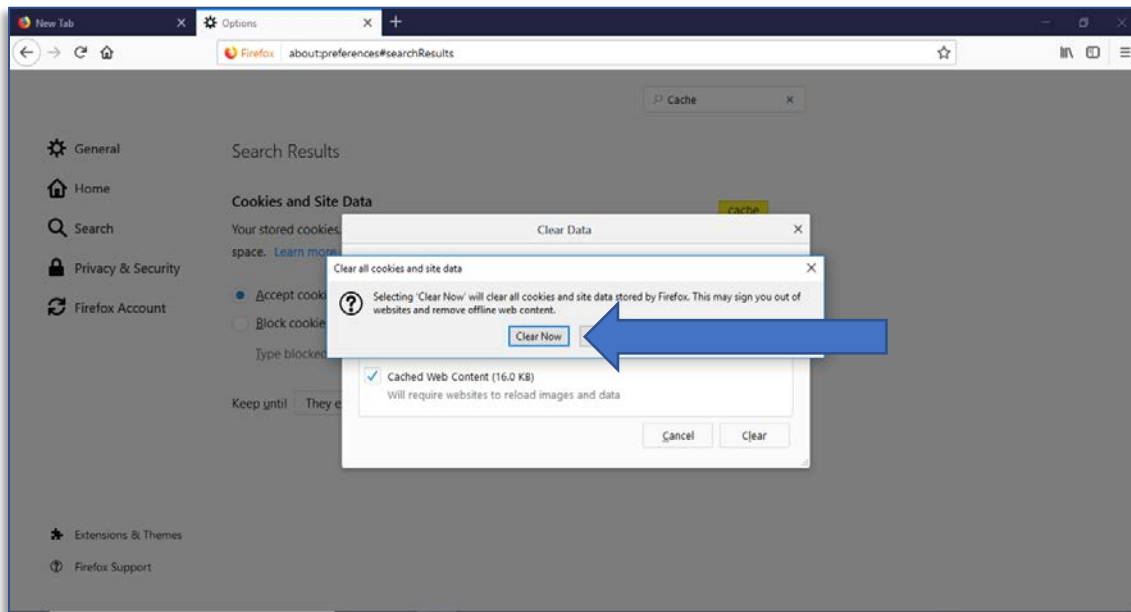 New Tab
Options
Firefox about:preferences#searchResults
Cache
General
Home
Search
Privacy & Security
Firefox Account
Extensions & Themes
Firefox Support
Search Results
Cookies and Site Data
cache
Your stored cookies,
space. Learn more
Accept
Block
Type blocked
Keep until They
Clear Data
Clear all cookies and site data
Selecting 'Clear Now' will clear all cookies and site data stored by Firefox. This may sign you out of
websites and remove offline web content.
Clear Now
Cached Web Content (16.0 KB)
Will require websites to reload images and data
Cancel Clear